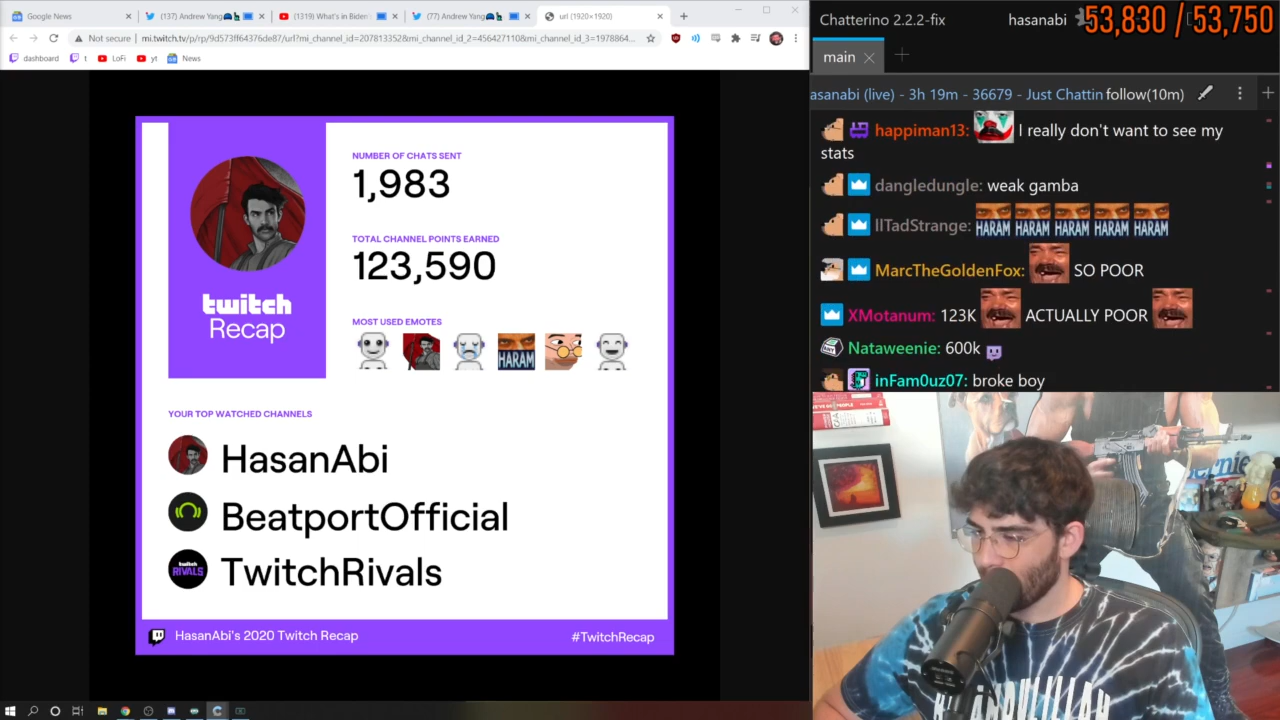 Google News
(137) Andrew Yang
(1319) What's in Biden'
(77) Andrew Yang
url (1920×1920)
Not secure
mi.twitch.tv/p/rp/9d573ff64376de87/url?mi_channel_id=207813352&mi_channel_id_2=456427110&mi_channel_id_3=1978864...
dashboard
t
LoFi
yt
News
twitch
Recap
NUMBER OF CHATS SENT
1,983
TOTAL CHANNEL POINTS EARNED
123,590
MOST USED EMOTES
HARAM
YOUR TOP WATCHED CHANNELS
HasanAbi
BeatportOfficial
twitch
RIVALS
TwitchRivals
HasanAbi's 2020 Twitch Recap
#TwitchRecap
Chatterino 2.2.2-fix
hasanabi
53,830 / 53,750
main
asanabi (live) - 3h 19m - 36679 - Just Chattin
follow(10m)
happiman13: I really don't want to see my
stats
dangledungle: weak gamba
llTadStrange: HARAM HARAM HARAM HARAM HARAM
MarcTheGoldenFox: SO POOR
XMotanum: 123K ACTUALLY POOR
Nataweenie: 600k
inFam0uz07: broke boy
Bernie